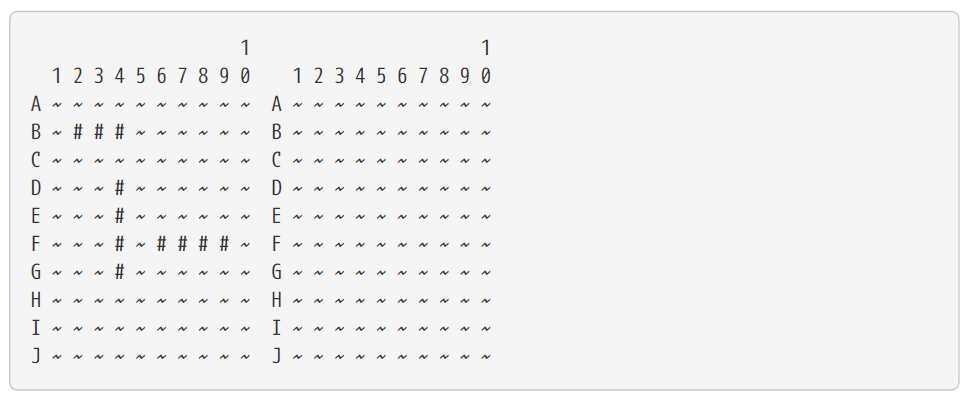 1                      1
  1 2 3 4 5 6 7 8 9 0    1 2 3 4 5 6 7 8 9 0
A ~ ~ ~ ~ ~ ~ ~ ~ ~ ~  A ~ ~ ~ ~ ~ ~ ~ ~ ~ ~
B ~ # # # ~ ~ ~ ~ ~ ~  B ~ ~ ~ ~ ~ ~ ~ ~ ~ ~
C ~ ~ ~ ~ ~ ~ ~ ~ ~ ~  C ~ ~ ~ ~ ~ ~ ~ ~ ~ ~
D ~ ~ ~ # ~ ~ ~ ~ ~ ~  D ~ ~ ~ ~ ~ ~ ~ ~ ~ ~
E ~ ~ ~ # ~ ~ ~ ~ ~ ~  E ~ ~ ~ ~ ~ ~ ~ ~ ~ ~
F ~ ~ ~ # ~ # # # # ~  F ~ ~ ~ ~ ~ ~ ~ ~ ~ ~
G ~ ~ ~ # ~ ~ ~ ~ ~ ~  G ~ ~ ~ ~ ~ ~ ~ ~ ~ ~
H ~ ~ ~ ~ ~ ~ ~ ~ ~ ~  H ~ ~ ~ ~ ~ ~ ~ ~ ~ ~
I ~ ~ ~ ~ ~ ~ ~ ~ ~ ~  I ~ ~ ~ ~ ~ ~ ~ ~ ~ ~
J ~ ~ ~ ~ ~ ~ ~ ~ ~ ~  J ~ ~ ~ ~ ~ ~ ~ ~ ~ ~